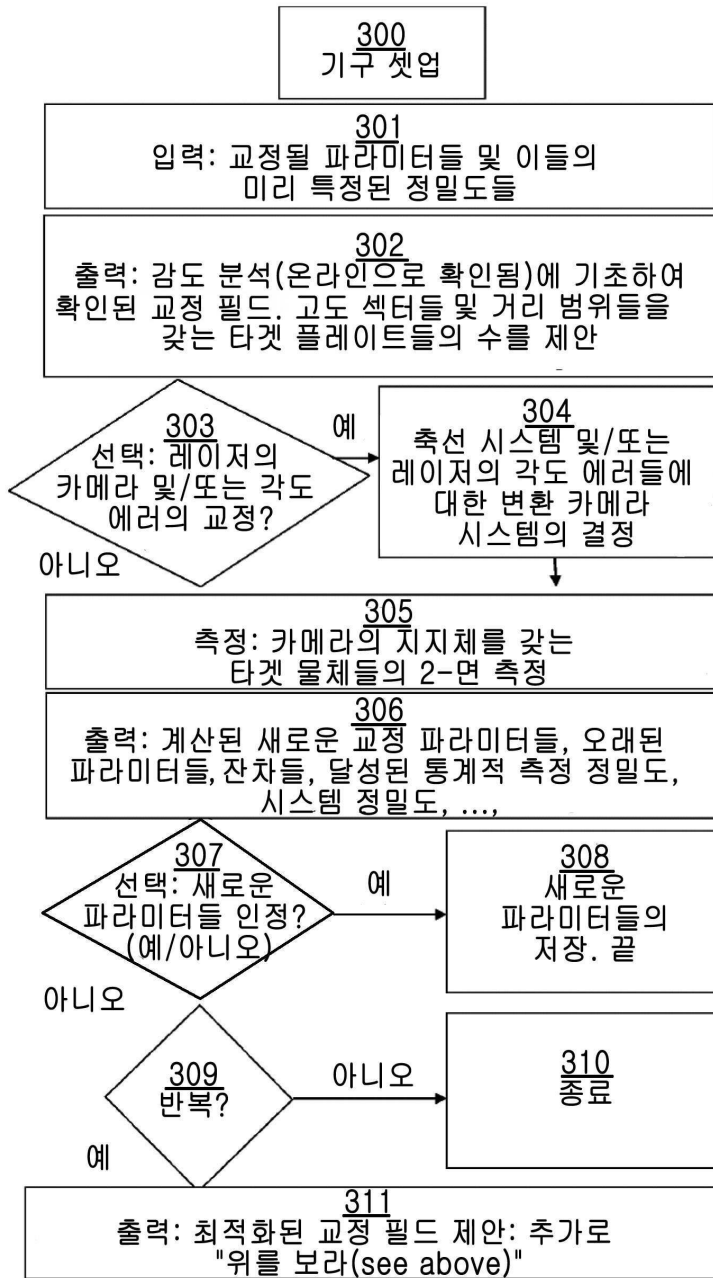 300
기구 셋업
301
입력: 교정될 파라미터들 및 이들의
미리 특정된 정밀도들
302
출력: 감도 분석(온라인으로 확인됨)에 기초하여
확인된 교정 필드. 고도 섹터들 및 거리 범위들을
갖는 타겟 플레이트들의 수를 제안
303
선택: 레이저의
카메라 및/또는 각도
에러의 교정?
예
아니오
304
축선 시스템 및/또는
레이저의 각도 에러들에
대한 변환 카메라
시스템의 결정
305
측정: 카메라의 지지체를 갖는
타겟 물체들의 2-면 측정
306
출력: 계산된 새로운 교정 파라미터들, 오래된
파라미터들, 잔차들, 달성된 통계적 측정 정밀도,
시스템 정밀도, ...,
307
선택: 새로운
파라미터들 인정?
(예/아니오)
예
아니오
308
새로운
파라미터들의
저장. 끝
309
반복?
아니오
예
310
종료
311
출력: 최적화된 교정 필드 제안: 추가로
"위를 보라(see above)"